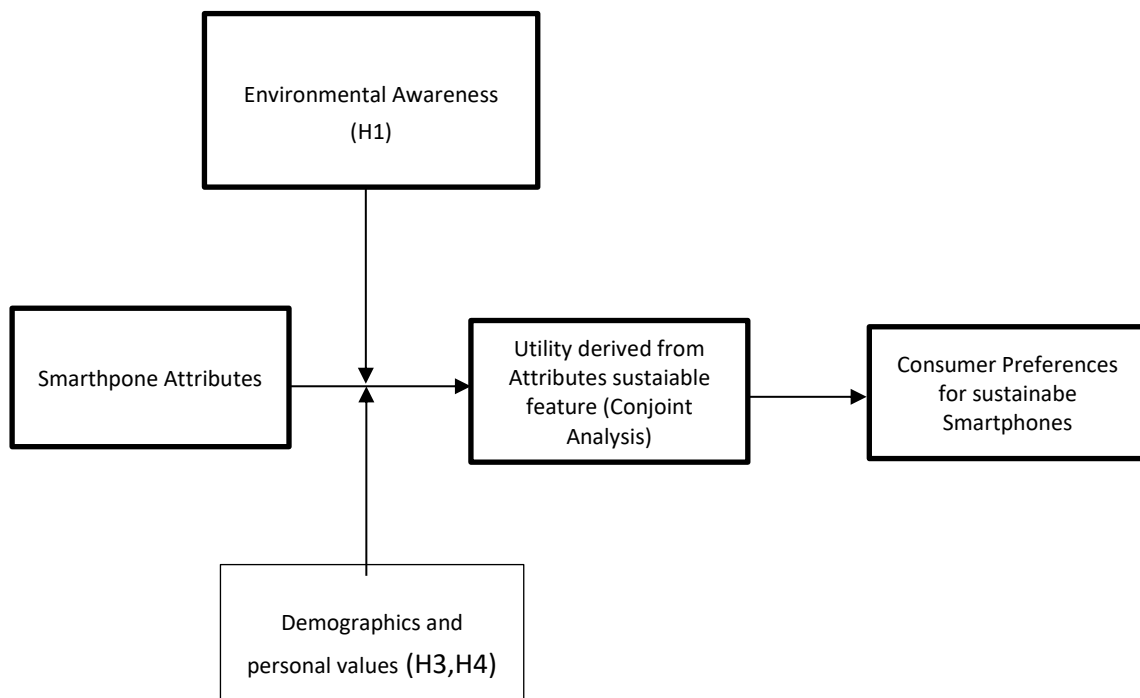 Environmental Awareness
(H1)
Smarthpone Attributes
Utility derived from
Attributes sustaiable
feature (Conjoint
Analysis)
Consumer Preferences
for sustainabe
Smartphones
Demographics and
personal values (H3,H4)